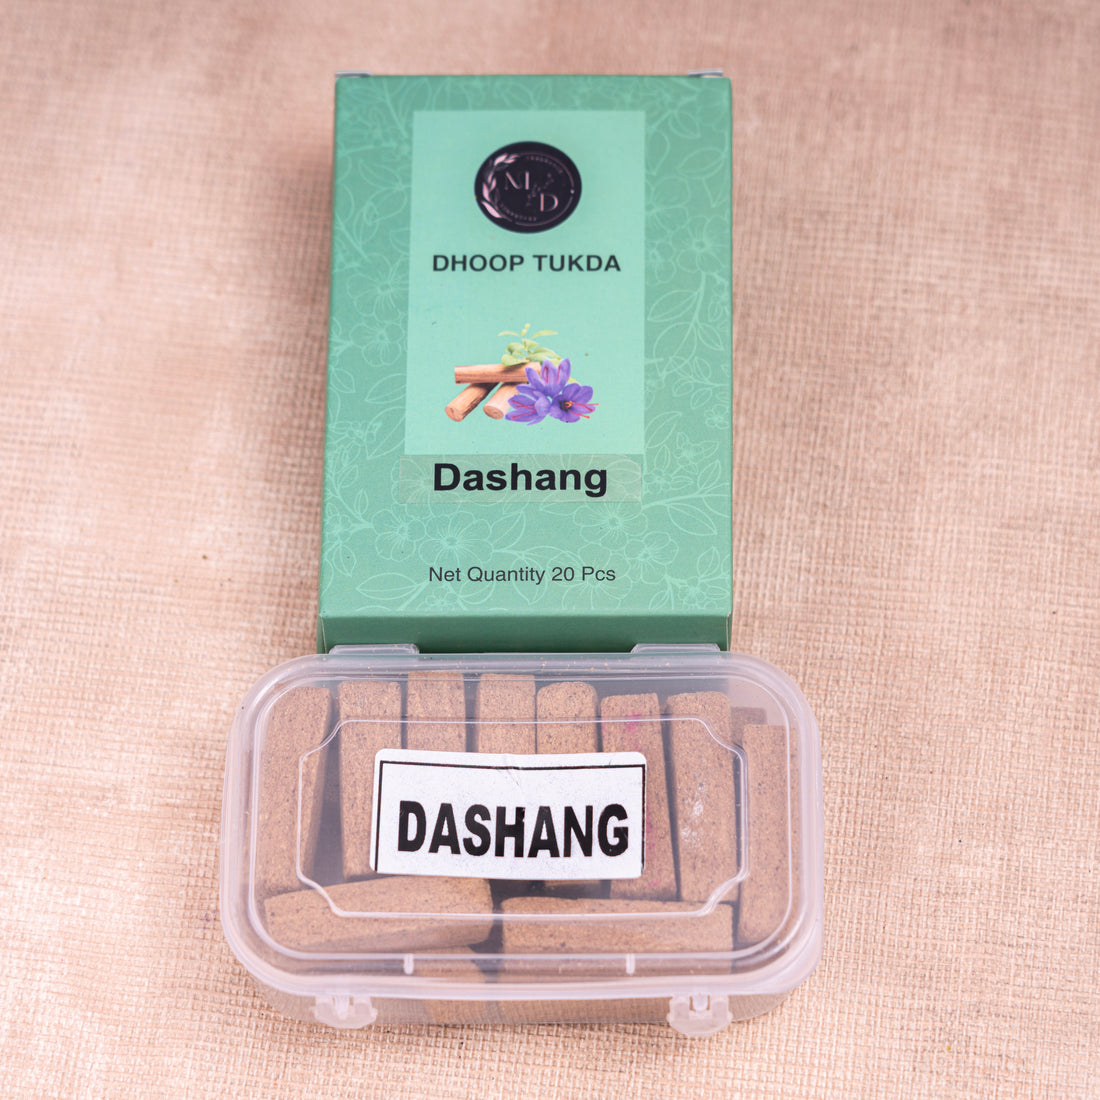 M
D
DHOOP TUKDA
Dashang
Net Quantity 20 Pcs
DASHANG